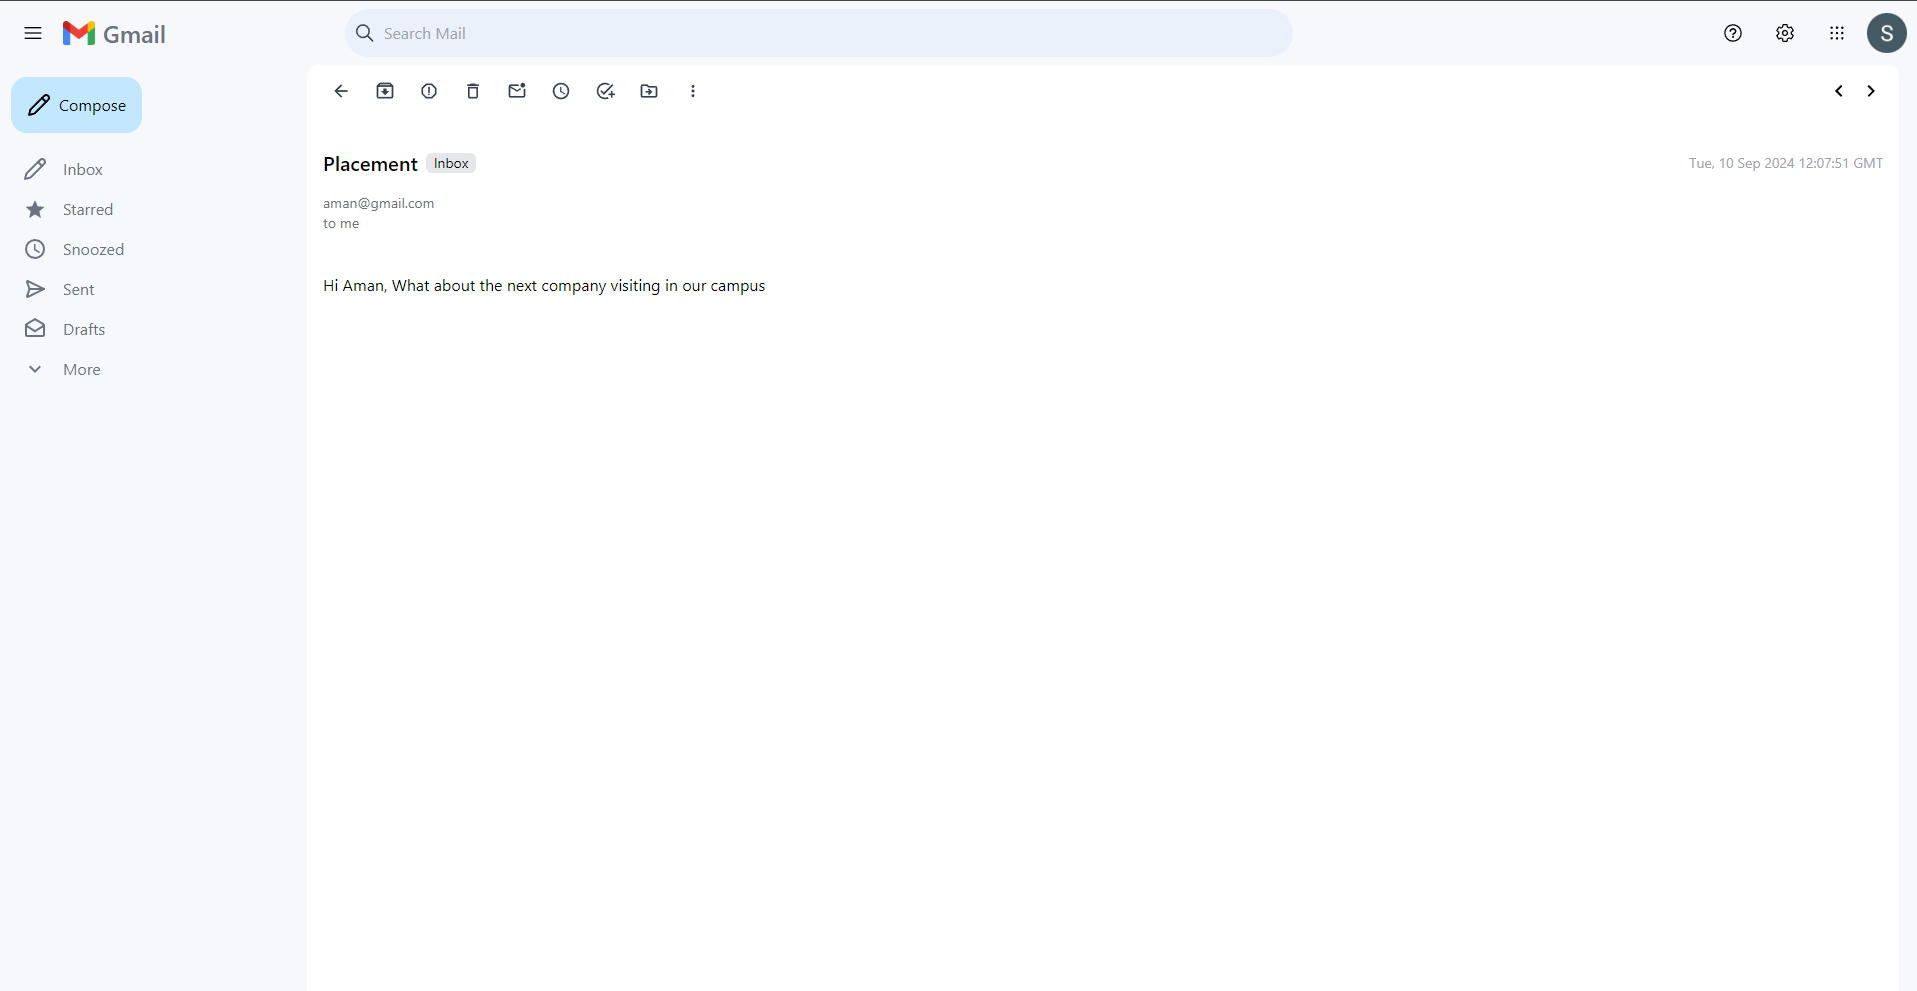 Gmail
Search Mail
S
Compose
Inbox
Starred
Snoozed
Sent
Drafts
More
Placement Inbox
Tue, 10 Sep 2024 12:07:51 GMT
aman@gmail.com
to me
Hi Aman, What about the next company visiting in our campus